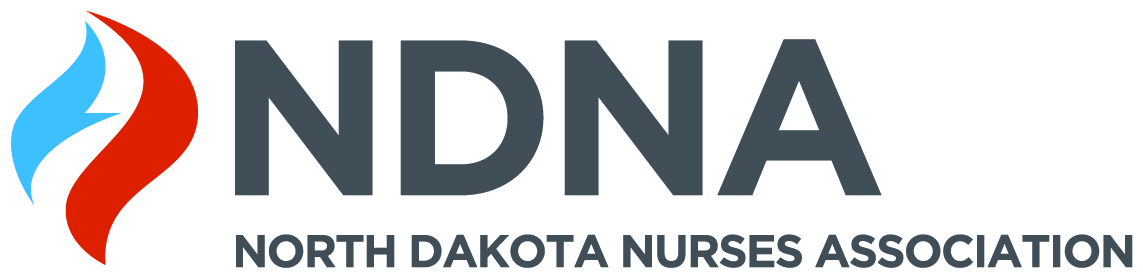 NDNA
NORTH DAKOTA NURSES ASSOCIATION